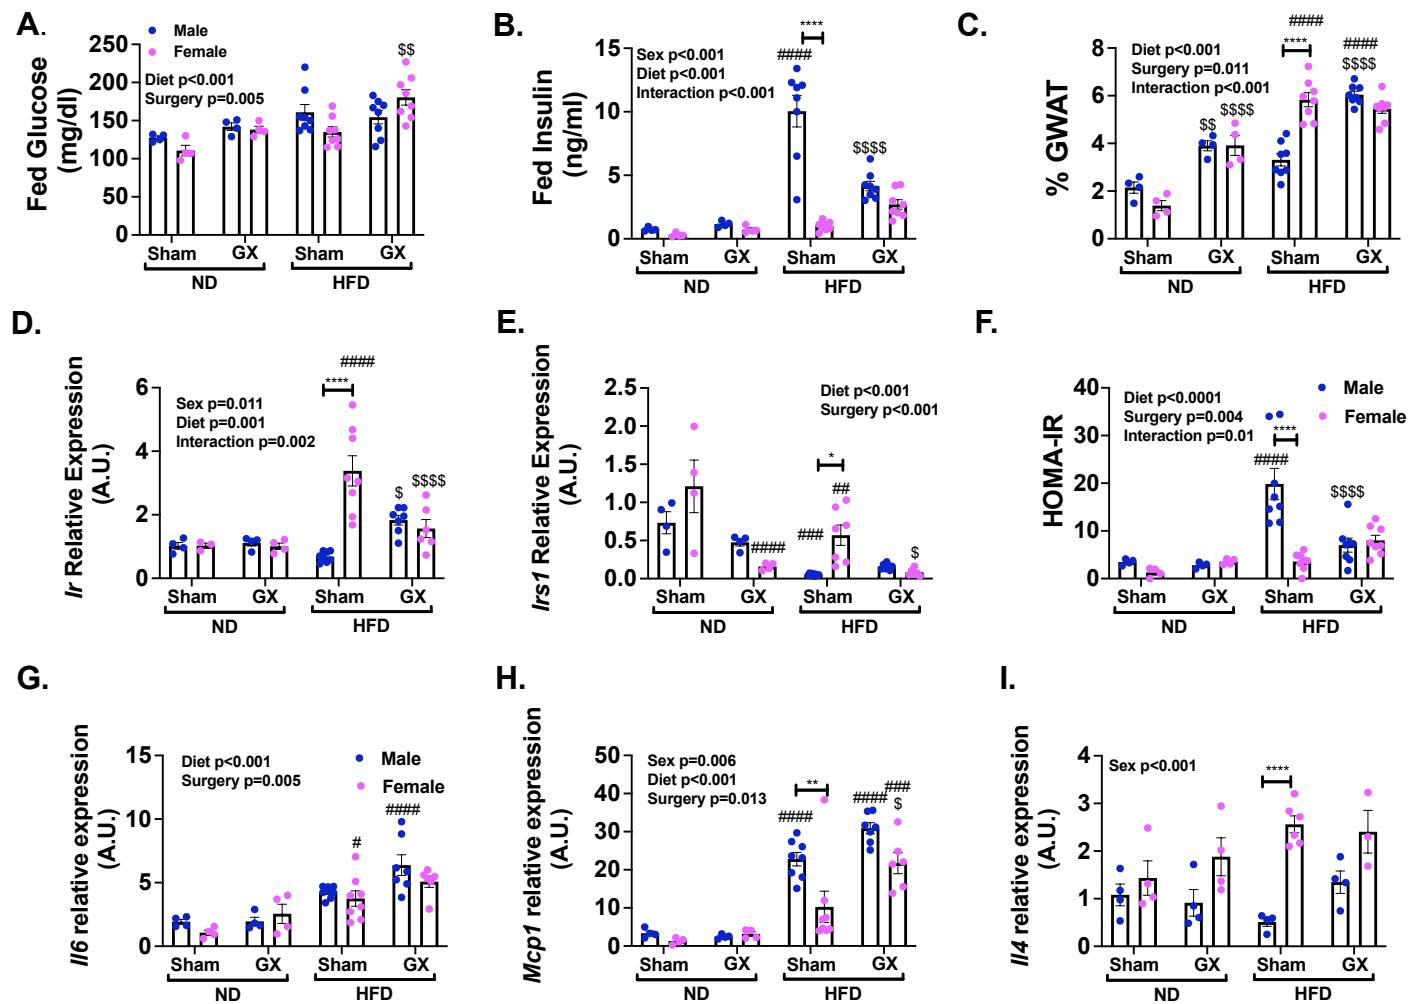 A.
Male
Female
Diet p<0.001
Surgery p=0.005
$$
Fed Glucose
(mg/dl)
250
200
150
100
50
0
Sham
GX
Sham
GX
ND
HFD
B.
Sex p<0.001
Diet p<0.001
Interaction p<0.001
****
####
$$$$
Fed Insulin
(ng/ml)
15
10
5
0
Sham
GX
Sham
GX
ND
HFD
C.
Diet p<0.001
Surgery p=0.011
Interaction p<0.001
####
****
####
$$$$
$$
$$$$
% GWAT
8
6
4
2
0
Sham
GX
Sham
GX
ND
HFD
D.
Sex p=0.011
Diet p=0.001
Interaction p=0.002
####
****
$
$$$$
Ir Relative Expression
(A.U.)
6
4
2
0
Sham
GX
Sham
GX
ND
HFD
E.
Diet p<0.001
Surgery p<0.001
*
##
###
####
$
Irs1 Relative Expression
(A.U.)
2.5
2.0
1.5
1.0
0.5
0.0
Sham
GX
Sham
GX
ND
HFD
F.
Diet p<0.0001
Surgery p=0.004
Interaction p=0.01
Male
Female
****
####
$$$$
HOMA-IR
40
30
20
10
0
Sham
GX
Sham
GX
ND
HFD
G.
Diet p<0.001
Surgery p=0.005
Male
Female
####
#
Il6 relative expression
(A.U.)
15
10
5
0
Sham
GX
Sham
GX
ND
HFD
H.
Sex p=0.006
Diet p<0.001
Surgery p=0.013
**
####
####
###
$
Mcp1 relative expression
(A.U.)
50
40
30
20
10
0
Sham
GX
Sham
GX
ND
HFD
I.
Sex p<0.001
****
Il4 relative expression
(A.U.)
4
3
2
1
0
Sham
GX
Sham
GX
ND
HFD